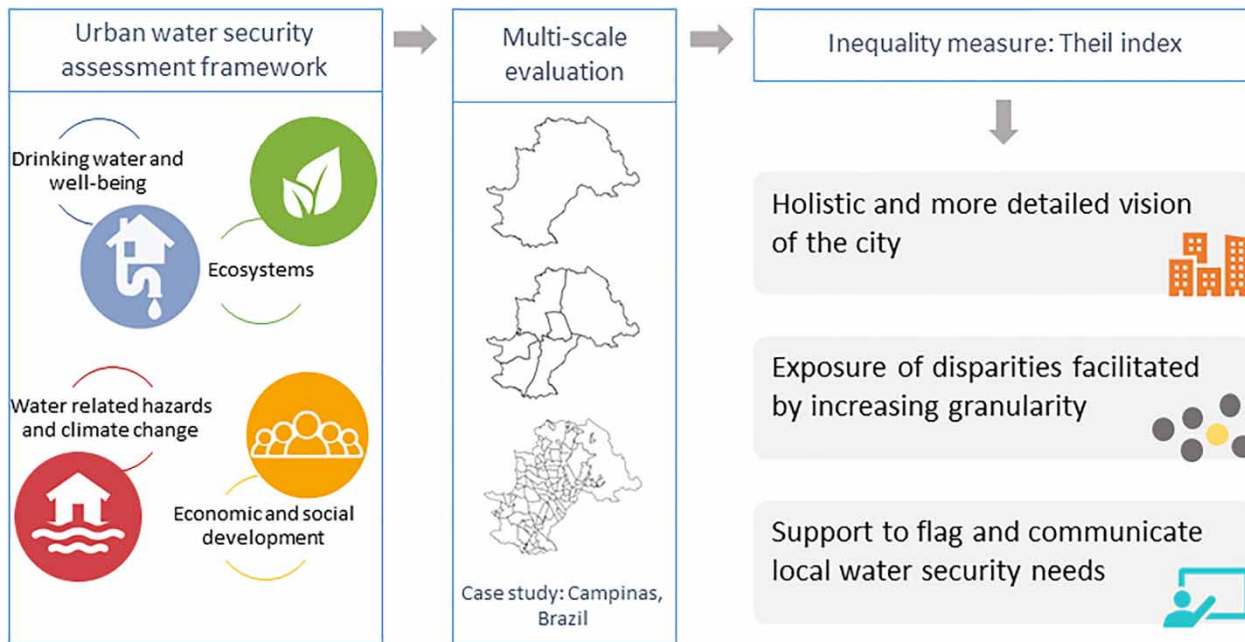 Urban water security
assessment framework
Drinking water and
well-being
Ecosystems
Water related hazards
and climate change
Economic and social
development
Multi-scale
evaluation
Case study: Campinas,
Brazil
Inequality measure: Theil index
Holistic and more detailed vision
of the city
Exposure of disparities facilitated
by increasing granularity
Support to flag and communicate
local water security needs